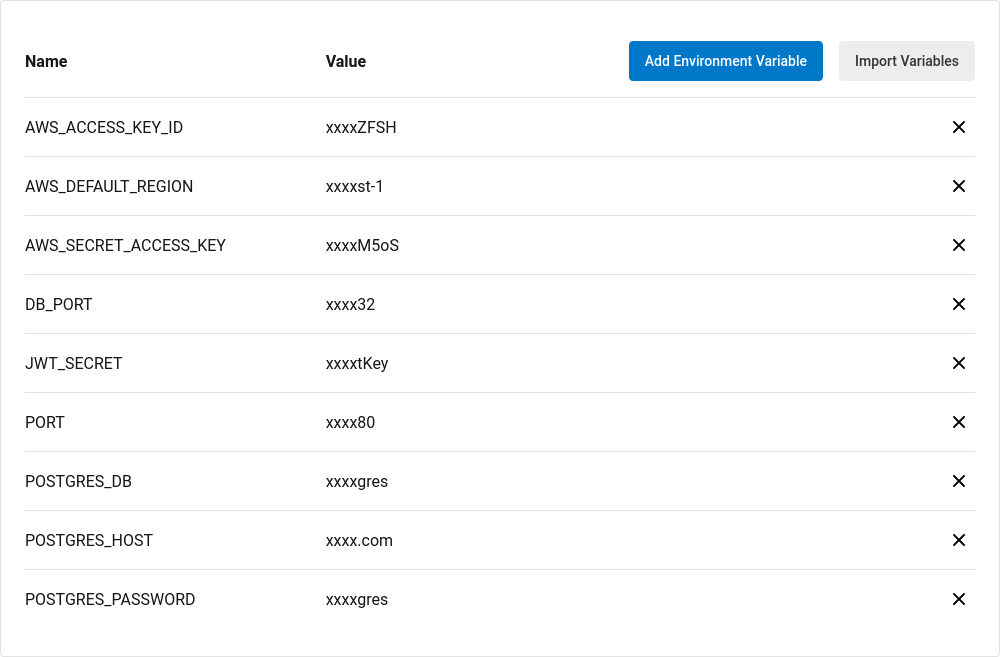 Name Value Add Environment Variable Import Variables
AWS_ACCESS_KEY_ID xxxxZFSH
AWS_DEFAULT_REGION xxxxst-1
AWS_SECRET_ACCESS_KEY xxxxM5oS
DB_PORT xxxx32
JWT_SECRET xxxxtKey
PORT xxxx80
POSTGRES_DB xxxxgres
POSTGRES_HOST xxxx.com
POSTGRES_PASSWORD xxxxgres